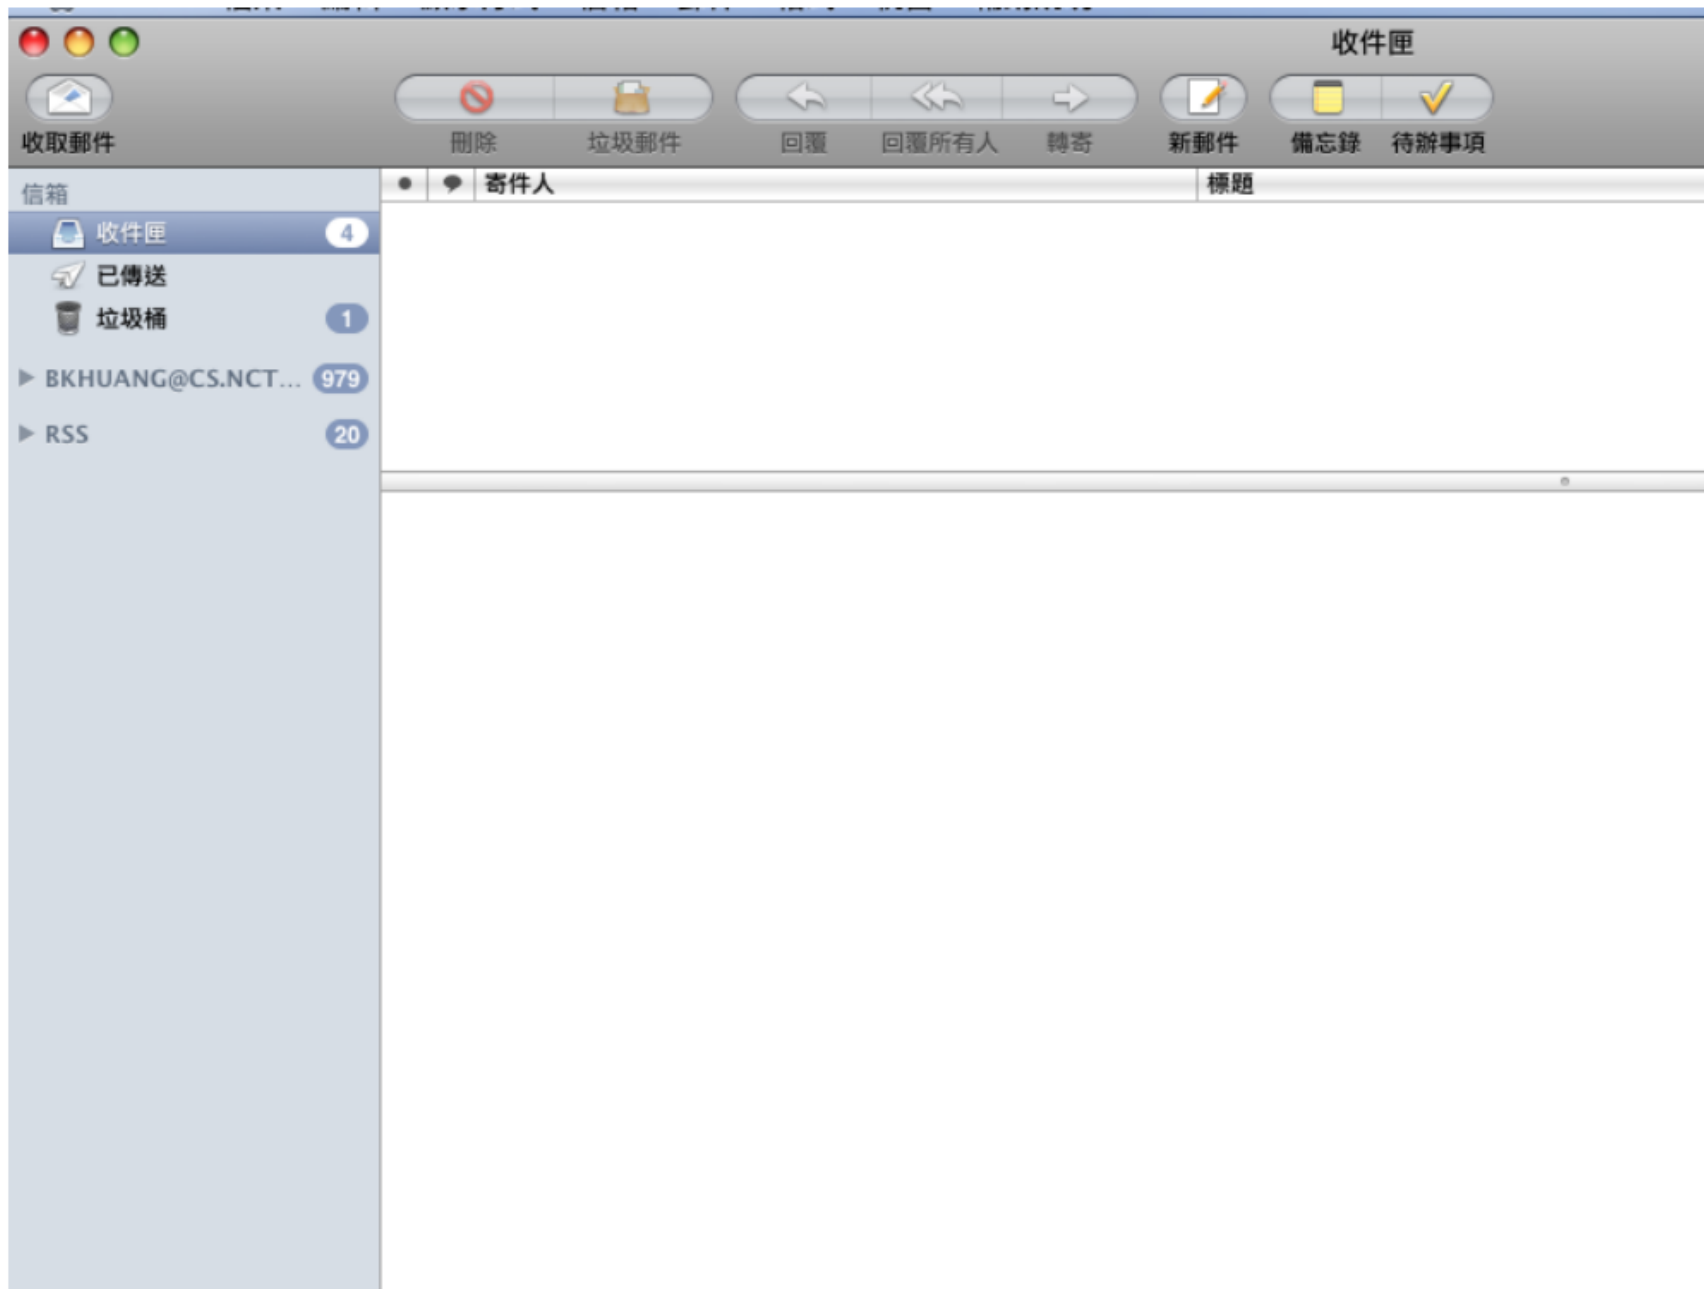 收件匣
收取郵件 刪除 垃圾郵件 回覆 回覆所有人 轉寄 新郵件 備忘錄 待辦事項
信箱
寄件人 標題
收件匣 4
已傳送
垃圾桶 1
BKHUANG@CS.NCT... 979
RSS 20